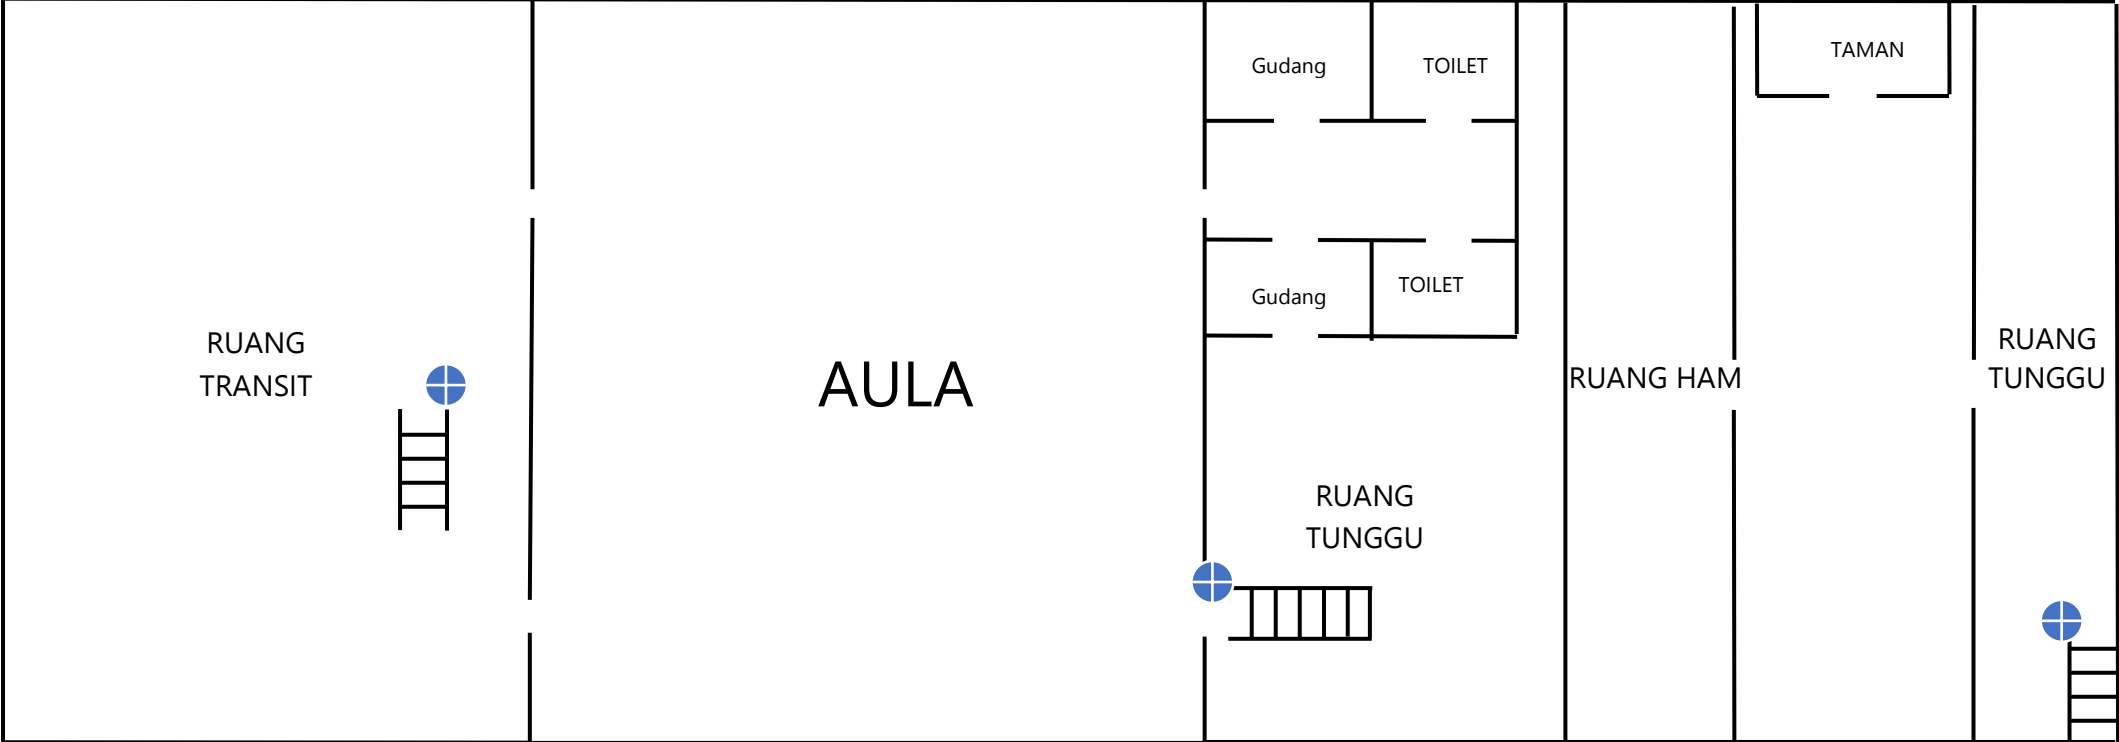 RUANG
TRANSIT
AULA
Gudang
TOILET
Gudang
TOILET
RUANG
TUNGGU
RUANG HAM
TAMAN
RUANG
TUNGGU